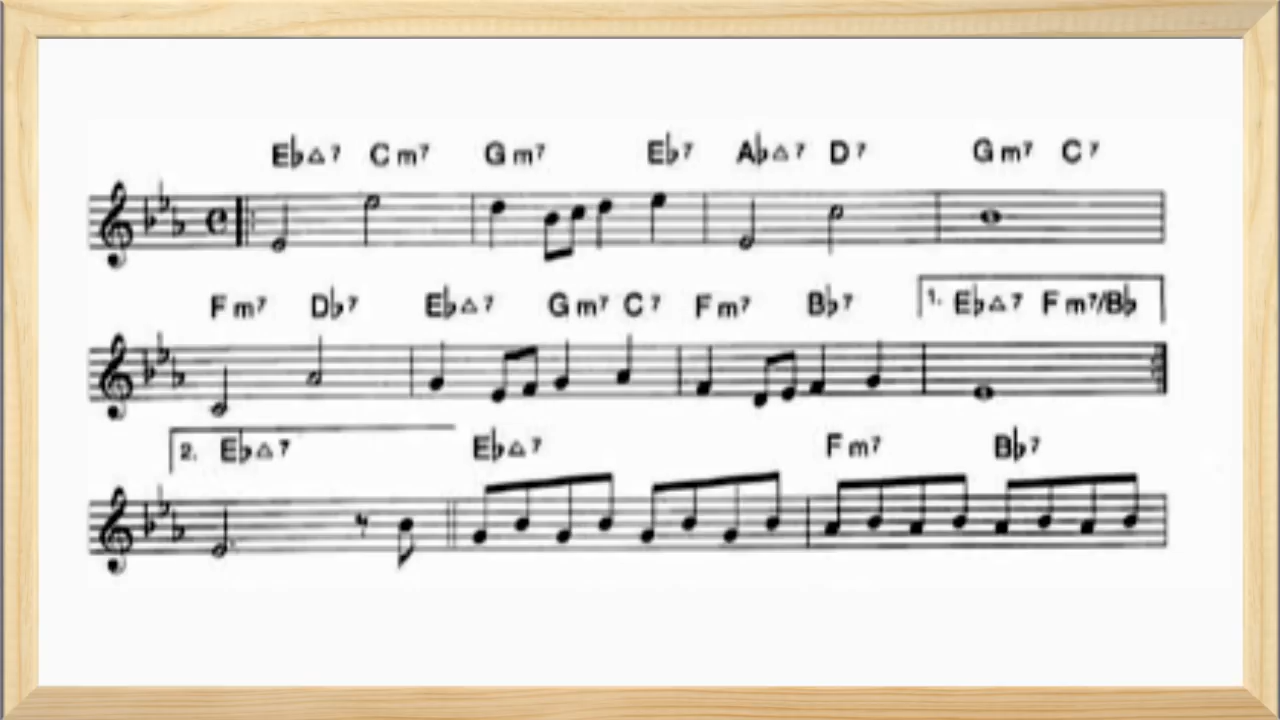 E♭△7 Cm7 Gm7 E♭7 A♭△7 D7 Gm7 C7
Fm7 D♭7 E♭△7 Gm7 C7 Fm7 B♭7 1. E♭△7 Fm7/B♭
2. E♭△7 E♭△7 Fm7 B♭7